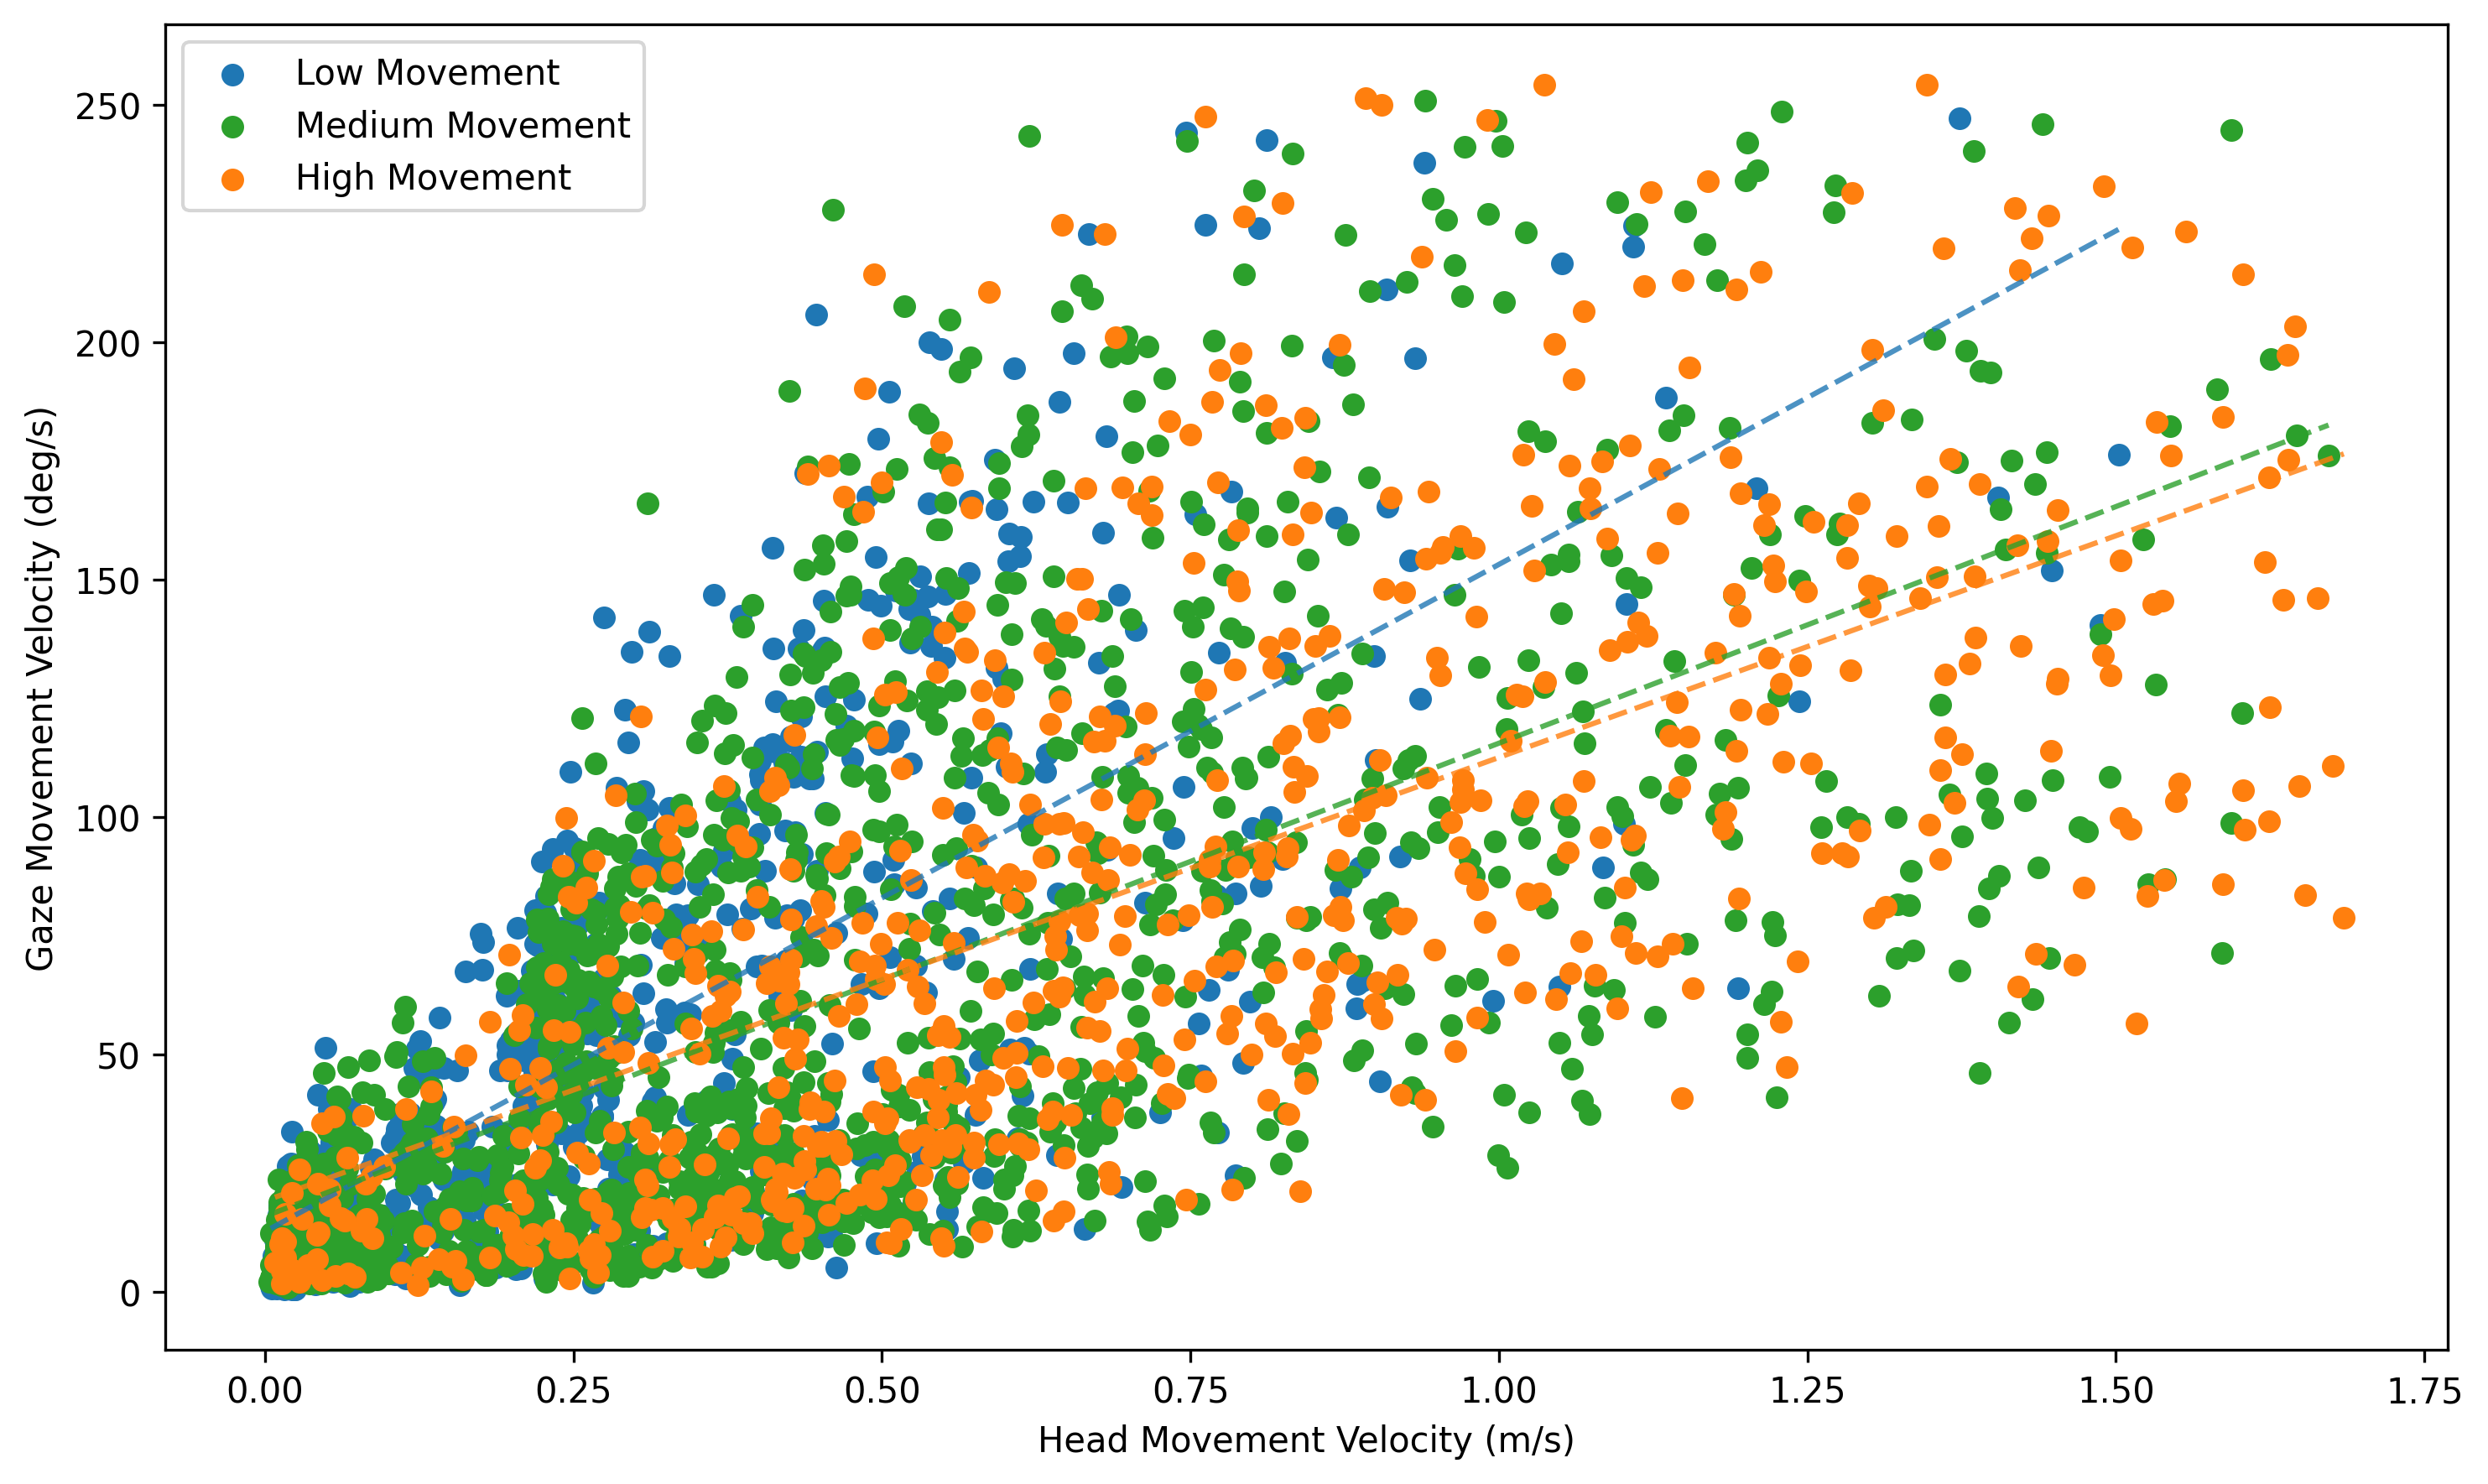 Low Movement
Medium Movement
High Movement
250
200
150
100
50
0
Gaze Movement Velocity (deg/s)
0.00 0.25 0.50 0.75 1.00 1.25 1.50 1.75
Head Movement Velocity (m/s)